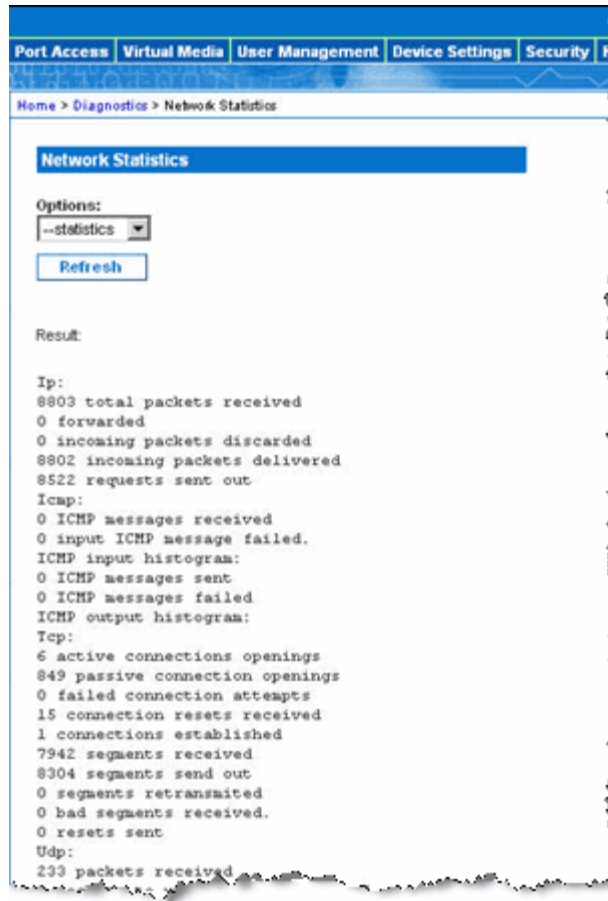 Port Access Virtual Media User Management Device Settings Security
Home > Diagnostics > Network Statistics
Network Statistics
Options:
--statistics
Refresh
Result:
Ip:
8803 total packets received
0 forwarded
0 incoming packets discarded
8802 incoming packets delivered
8522 requests sent out
Icmp:
0 ICMP messages received
0 input ICMP message failed.
ICMP input histogram:
0 ICMP messages sent
0 ICMP messages failed
ICMP output histogram:
Tcp:
6 active connections openings
849 passive connection openings
0 failed connection attempts
15 connection resets received
1 connections established
7942 segments received
8304 segments send out
0 segments retransmited
0 bad segments received.
0 resets sent
Udp:
233 packets received